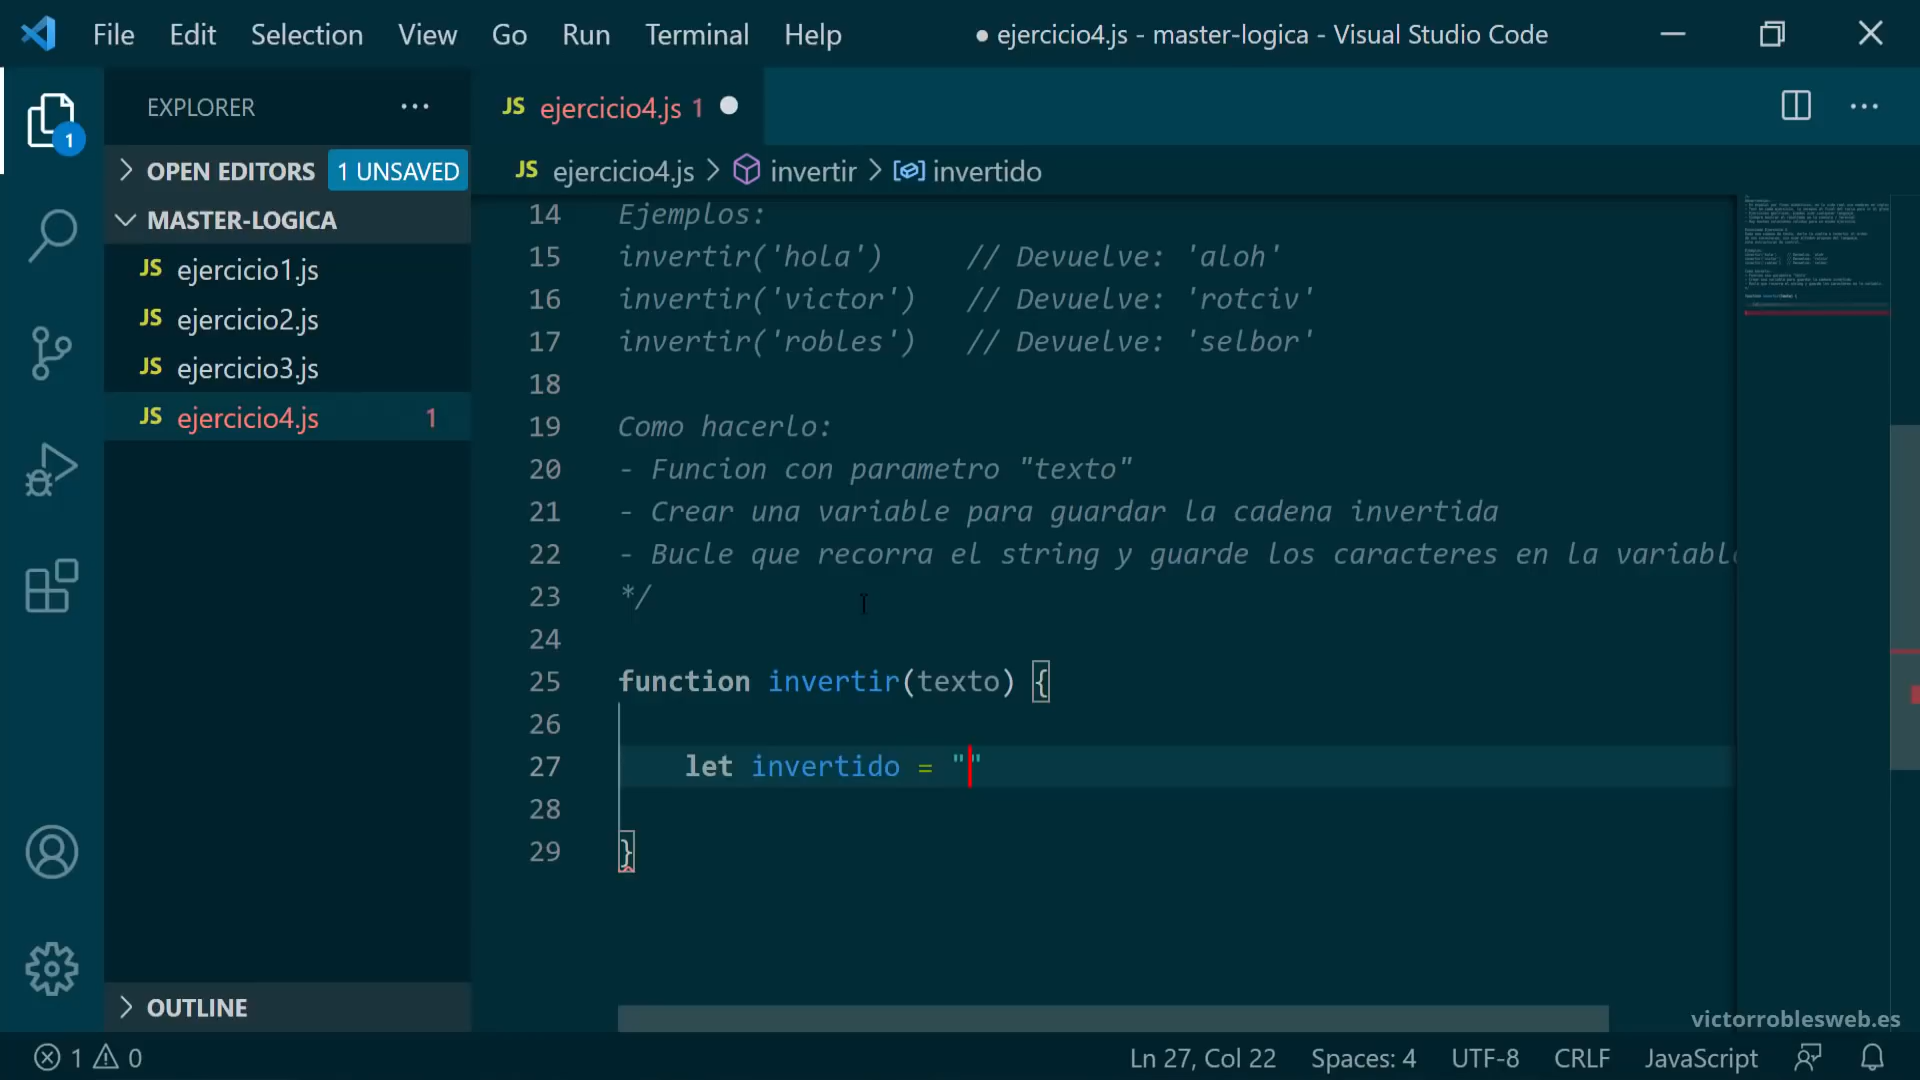 File Edit Selection View Go Run Terminal Help ● ejercicio4.js - master-logica - Visual Studio Code
EXPLORER ···
JS ejercicio4.js 1 ●
1
OPEN EDITORS 1 UNSAVED
JS ejercicio4.js > invertir > invertido
MASTER-LOGICA
JS ejercicio1.js
JS ejercicio2.js
JS ejercicio3.js
JS ejercicio4.js 1
14 Ejemplos:
15 invertir('hola') // Devuelve: 'aloh'
16 invertir('victor') // Devuelve: 'rotciv'
17 invertir('robles') // Devuelve: 'selbor'
18
19 Como hacerlo:
20 - Funcion con parametro "texto"
21 - Crear una variable para guardar la cadena invertida
22 - Bucle que recorra el string y guarde los caracteres en la
23 */
24
25 function invertir(texto) {
26
27 let invertido = ""
28
29 }
OUTLINE
victorroblesweb.es
1 0 Ln 27, Col 22 Spaces: 4 UTF-8 CRLF JavaScript